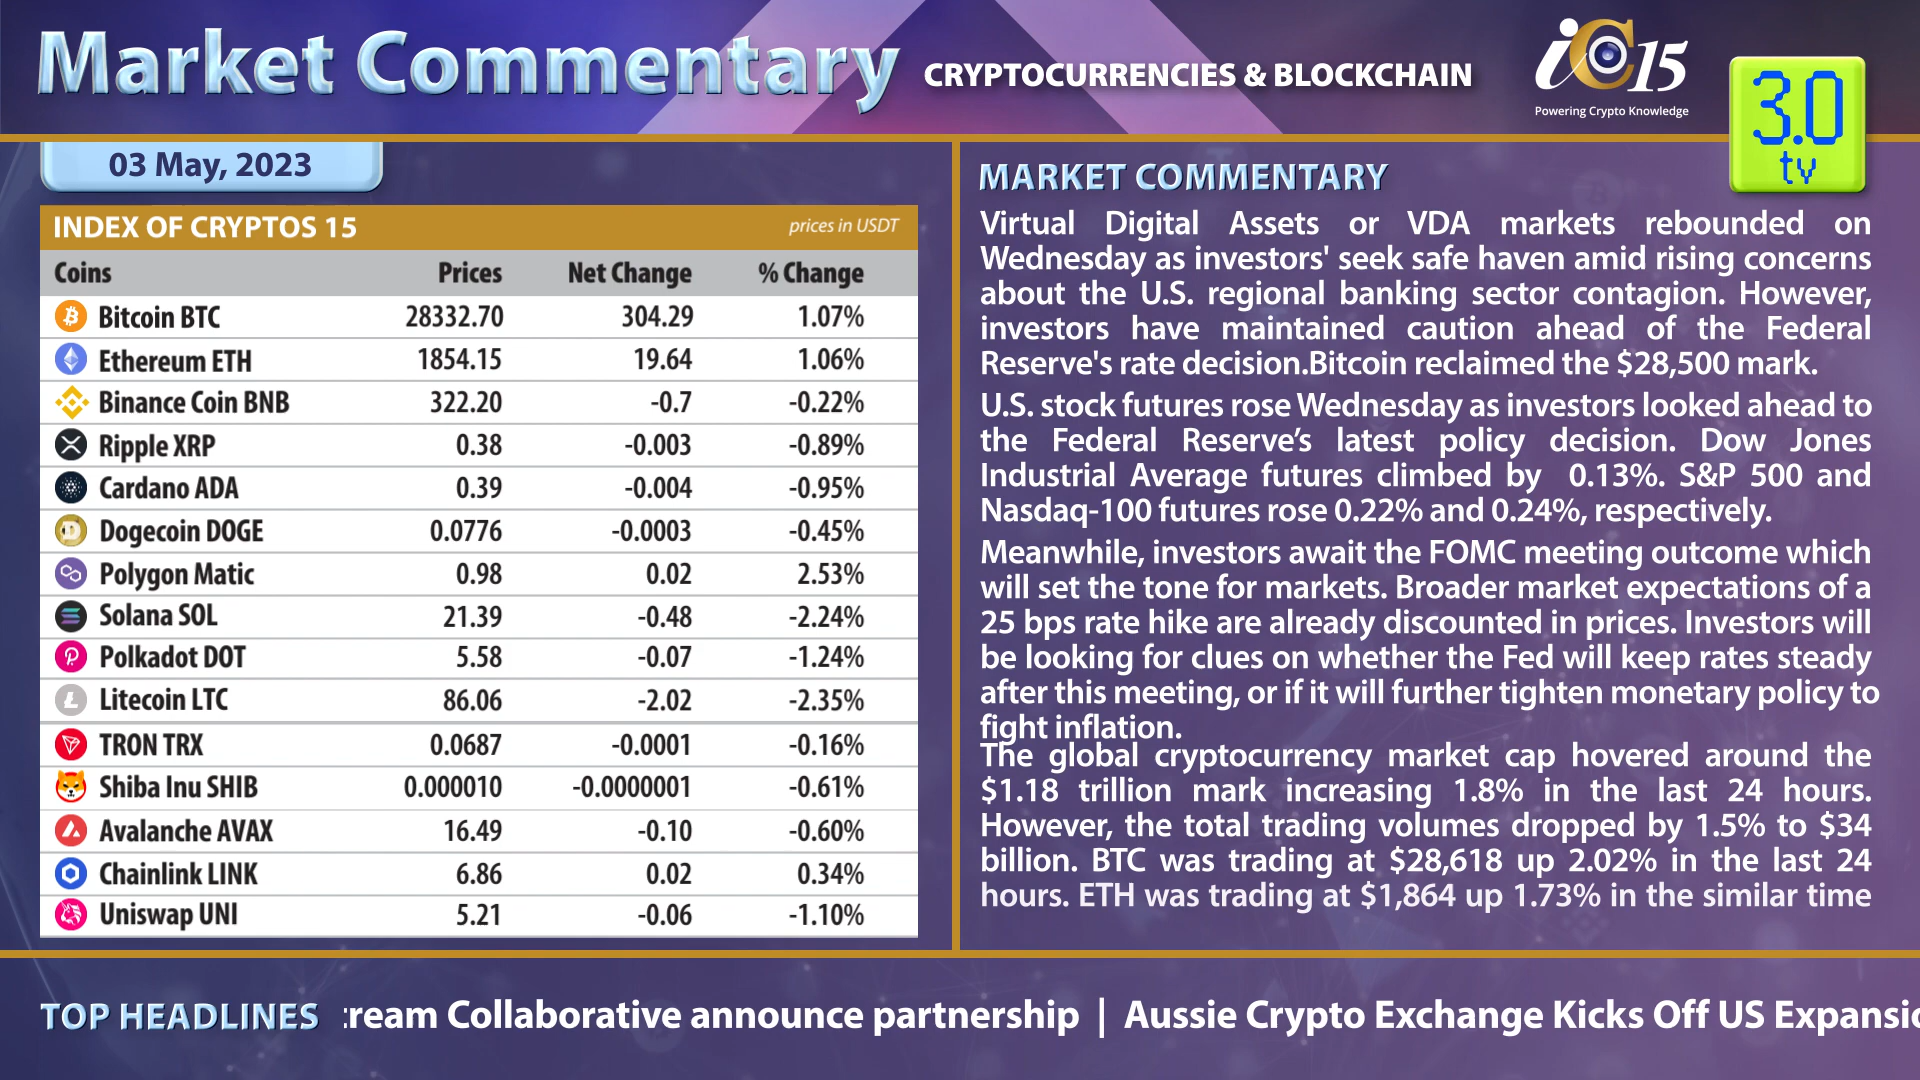 Market Commentary
CRYPTOCURRENCIES & BLOCKCHAIN
iC15
Powering Crypto Knowledge
3.0
tv
03 May, 2023
INDEX OF CRYPTOS 15 prices in USDT
Coins Prices Net Change % Change
Bitcoin BTC 28332.70 304.29 1.07%
Ethereum ETH 1854.15 19.64 1.06%
Binance Coin BNB 322.20 -0.7 -0.22%
Ripple XRP 0.38 -0.003 -0.89%
Cardano ADA 0.39 -0.004 -0.95%
Dogecoin DOGE 0.0776 -0.0003 -0.45%
Polygon Matic 0.98 0.02 2.53%
Solana SOL 21.39 -0.48 -2.24%
Polkadot DOT 5.58 -0.07 -1.24%
Litecoin LTC 86.06 -2.02 -2.35%
TRON TRX 0.0687 -0.0001 -0.16%
Shiba Inu SHIB 0.000010 -0.0000001 -0.61%
Avalanche AVAX 16.49 -0.10 -0.60%
Chainlink LINK 6.86 0.02 0.34%
Uniswap UNI 5.21 -0.06 -1.10%
MARKET COMMENTARY
Virtual Digital Assets or VDA markets rebounded on
Wednesday as investors' seek safe haven amid rising concerns
about the U.S. regional banking sector contagion. However,
investors have maintained caution ahead of the Federal
Reserve's rate decision.Bitcoin reclaimed the $28,500 mark.
U.S. stock futures rose Wednesday as investors looked ahead to
the Federal Reserve’s latest policy decision. Dow Jones
Industrial Average futures climbed by 0.13%. S&P 500 and
Nasdaq-100 futures rose 0.22% and 0.24%, respectively.
Meanwhile, investors await the FOMC meeting outcome which
will set the tone for markets. Broader market expectations of a
25 bps rate hike are already discounted in prices. Investors will
be looking for clues on whether the Fed will keep rates steady
after this meeting, or if it will further tighten monetary policy to
fight inflation.
The global cryptocurrency market cap hovered around the
$1.18 trillion mark increasing 1.8% in the last 24 hours.
However, the total trading volumes dropped by 1.5% to $34
billion. BTC was trading at $28,618 up 2.02% in the last 24
hours. ETH was trading at $1,864 up 1.73% in the similar time
TOP HEADLINES ream Collaborative announce partnership | Aussie Crypto Exchange Kicks Off US Expansi